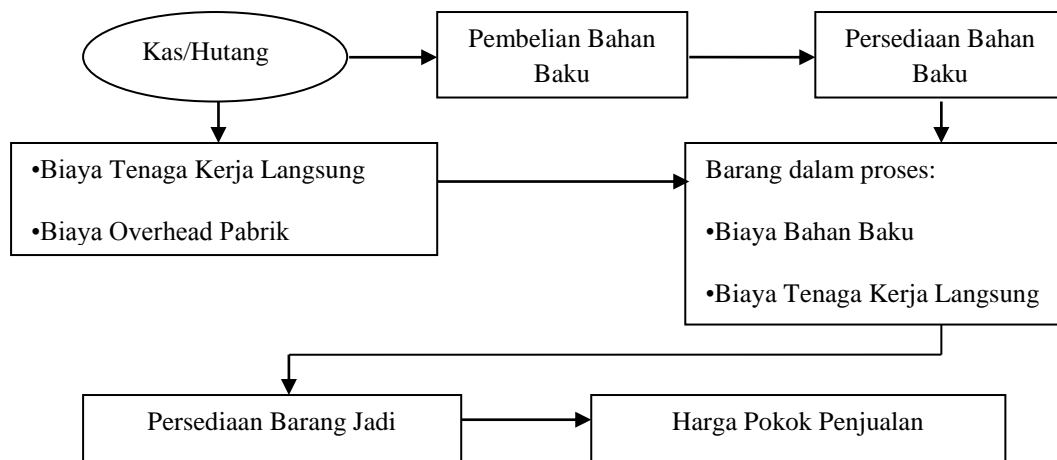 Kas/Hutang
Pembelian Bahan
Baku
Persediaan Bahan
Baku
•Biaya Tenaga Kerja Langsung
•Biaya Overhead Pabrik
Barang dalam proses:
•Biaya Bahan Baku
•Biaya Tenaga Kerja Langsung
Persediaan Barang Jadi
Harga Pokok Penjualan